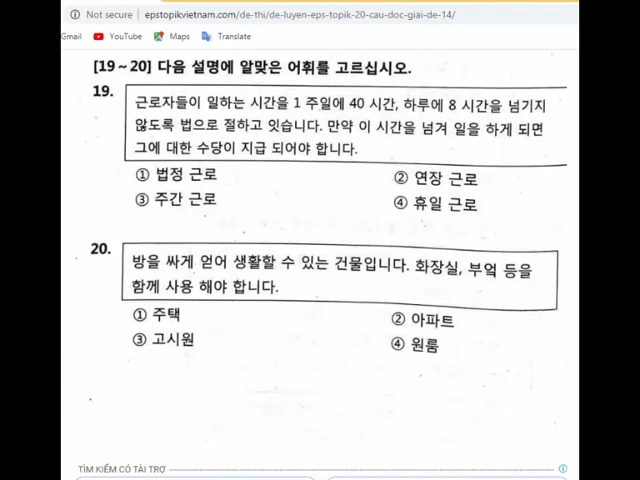 Not secure | epstopikvietnam.com/de-thi/de-luyen-eps-topik-20-cau-doc-giai-de-14/
Gmail YouTube Maps Translate
[19~20] 다음 설명에 알맞은 어휘를 고르십시오.
19. 근로자들이 일하는 시간을 1 주일에 40 시간, 하루에 8 시간을 넘기지
않도록 법으로 절하고 잇습니다. 만약 이 시간을 넘겨 일을 하게 되면
그에 대한 수당이 지급 되어야 합니다.
① 법정 근로 ② 연장 근로
③ 주간 근로 ④ 휴일 근로
20. 방을 싸게 얻어 생활할 수 있는 건물입니다. 화장실, 부엌 등을
함께 사용 해야 합니다.
① 주택 ② 아파트
③ 고시원 ④ 원룸
TÌM KIẾM CÓ TÀI TRỢ